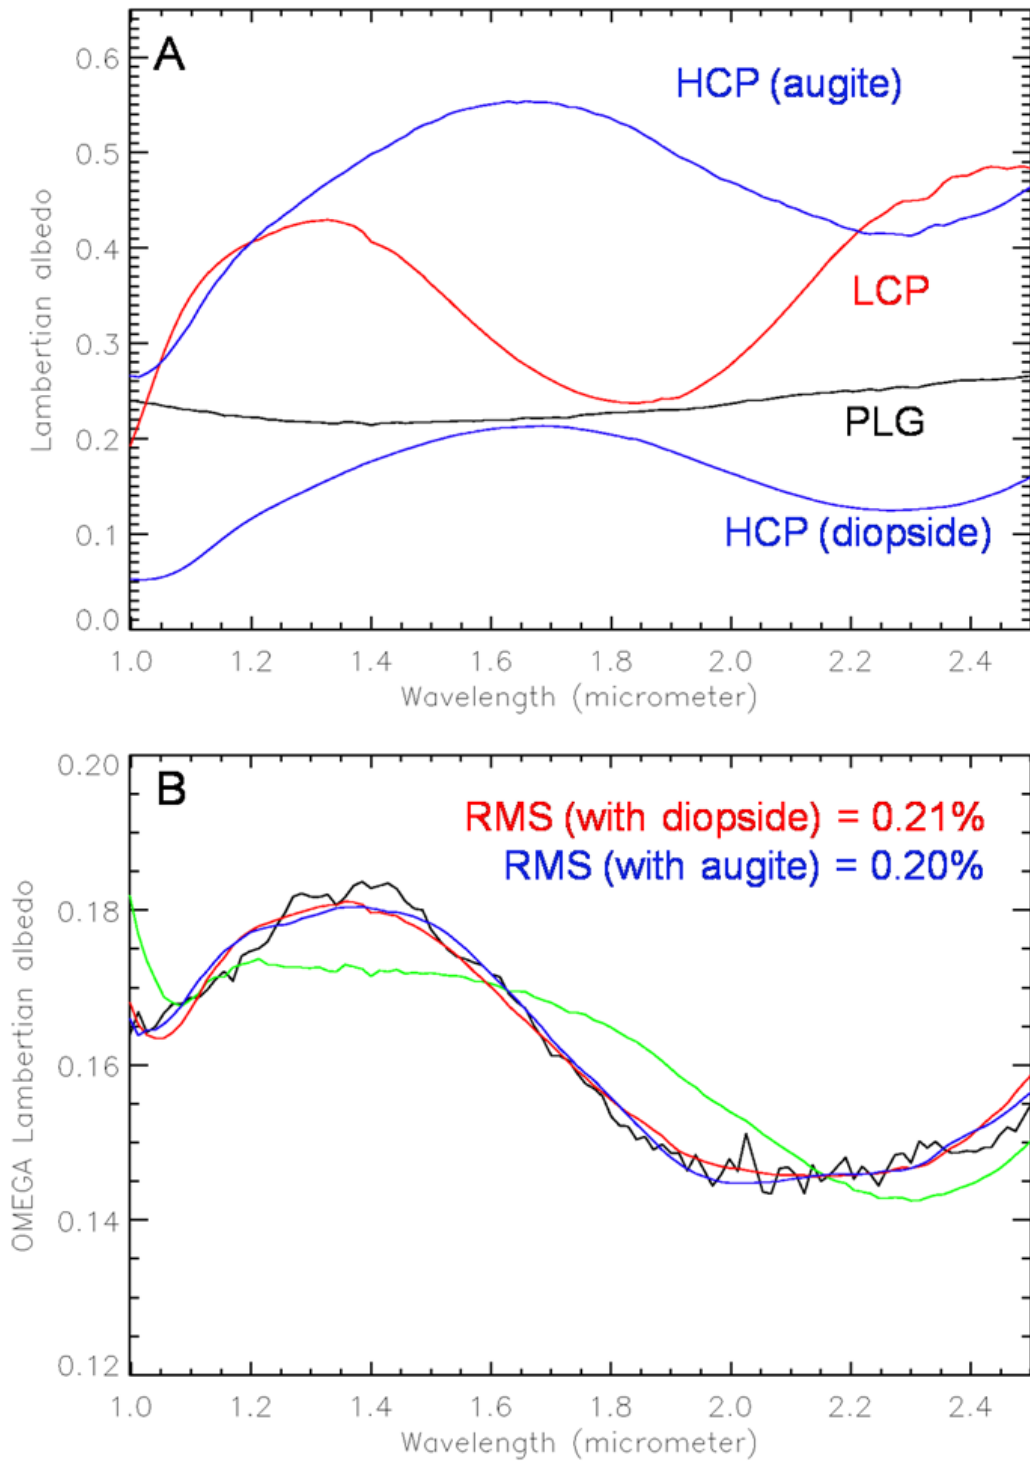 A
HCP (augite)
LCP
PLG
HCP (diopside)
Lambertian albedo
0.6
0.5
0.4
0.3
0.2
0.1
0.0
1.0 1.2 1.4 1.6 1.8 2.0 2.2 2.4
Wavelength (micrometer)
B
RMS (with diopside) = 0.21%
RMS (with augite) = 0.20%
OMEGA Lambertian albedo
0.20
0.18
0.16
0.14
0.12
1.0 1.2 1.4 1.6 1.8 2.0 2.2 2.4
Wavelength (micrometer)